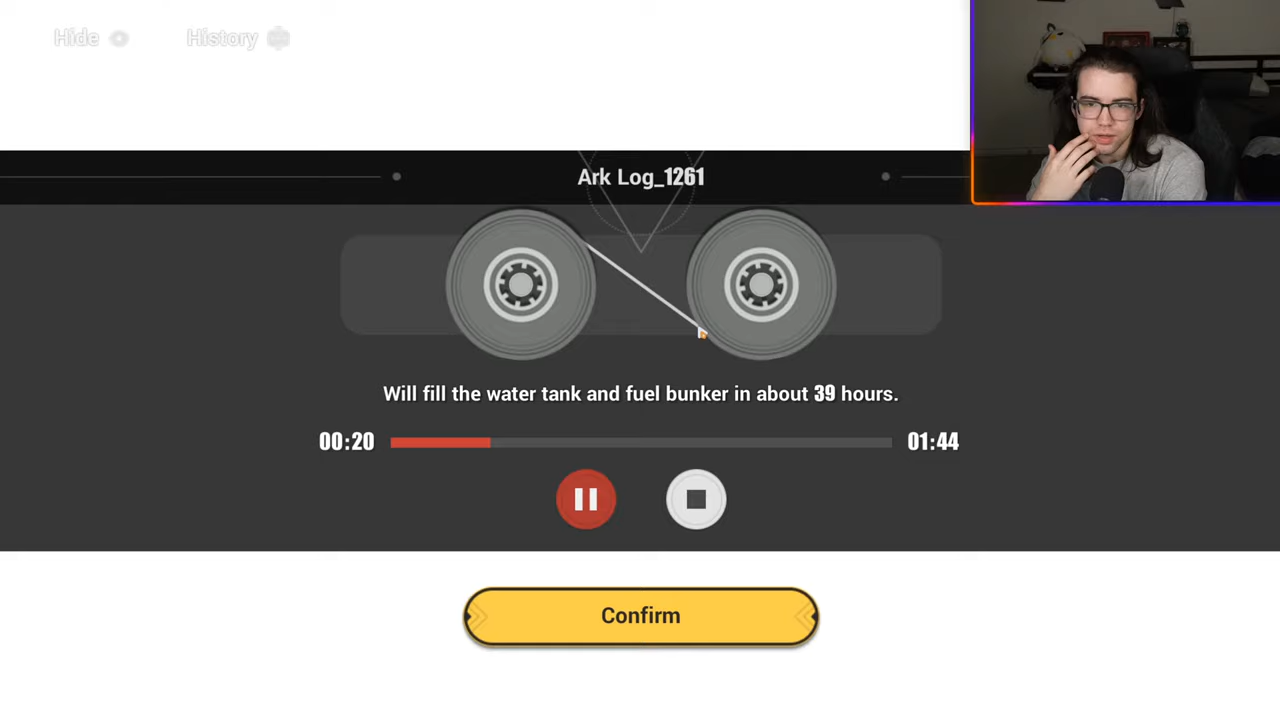 Hide
History
Ark Log_1261
Will fill the water tank and fuel bunker in about 39 hours.
00:20
01:44
Confirm